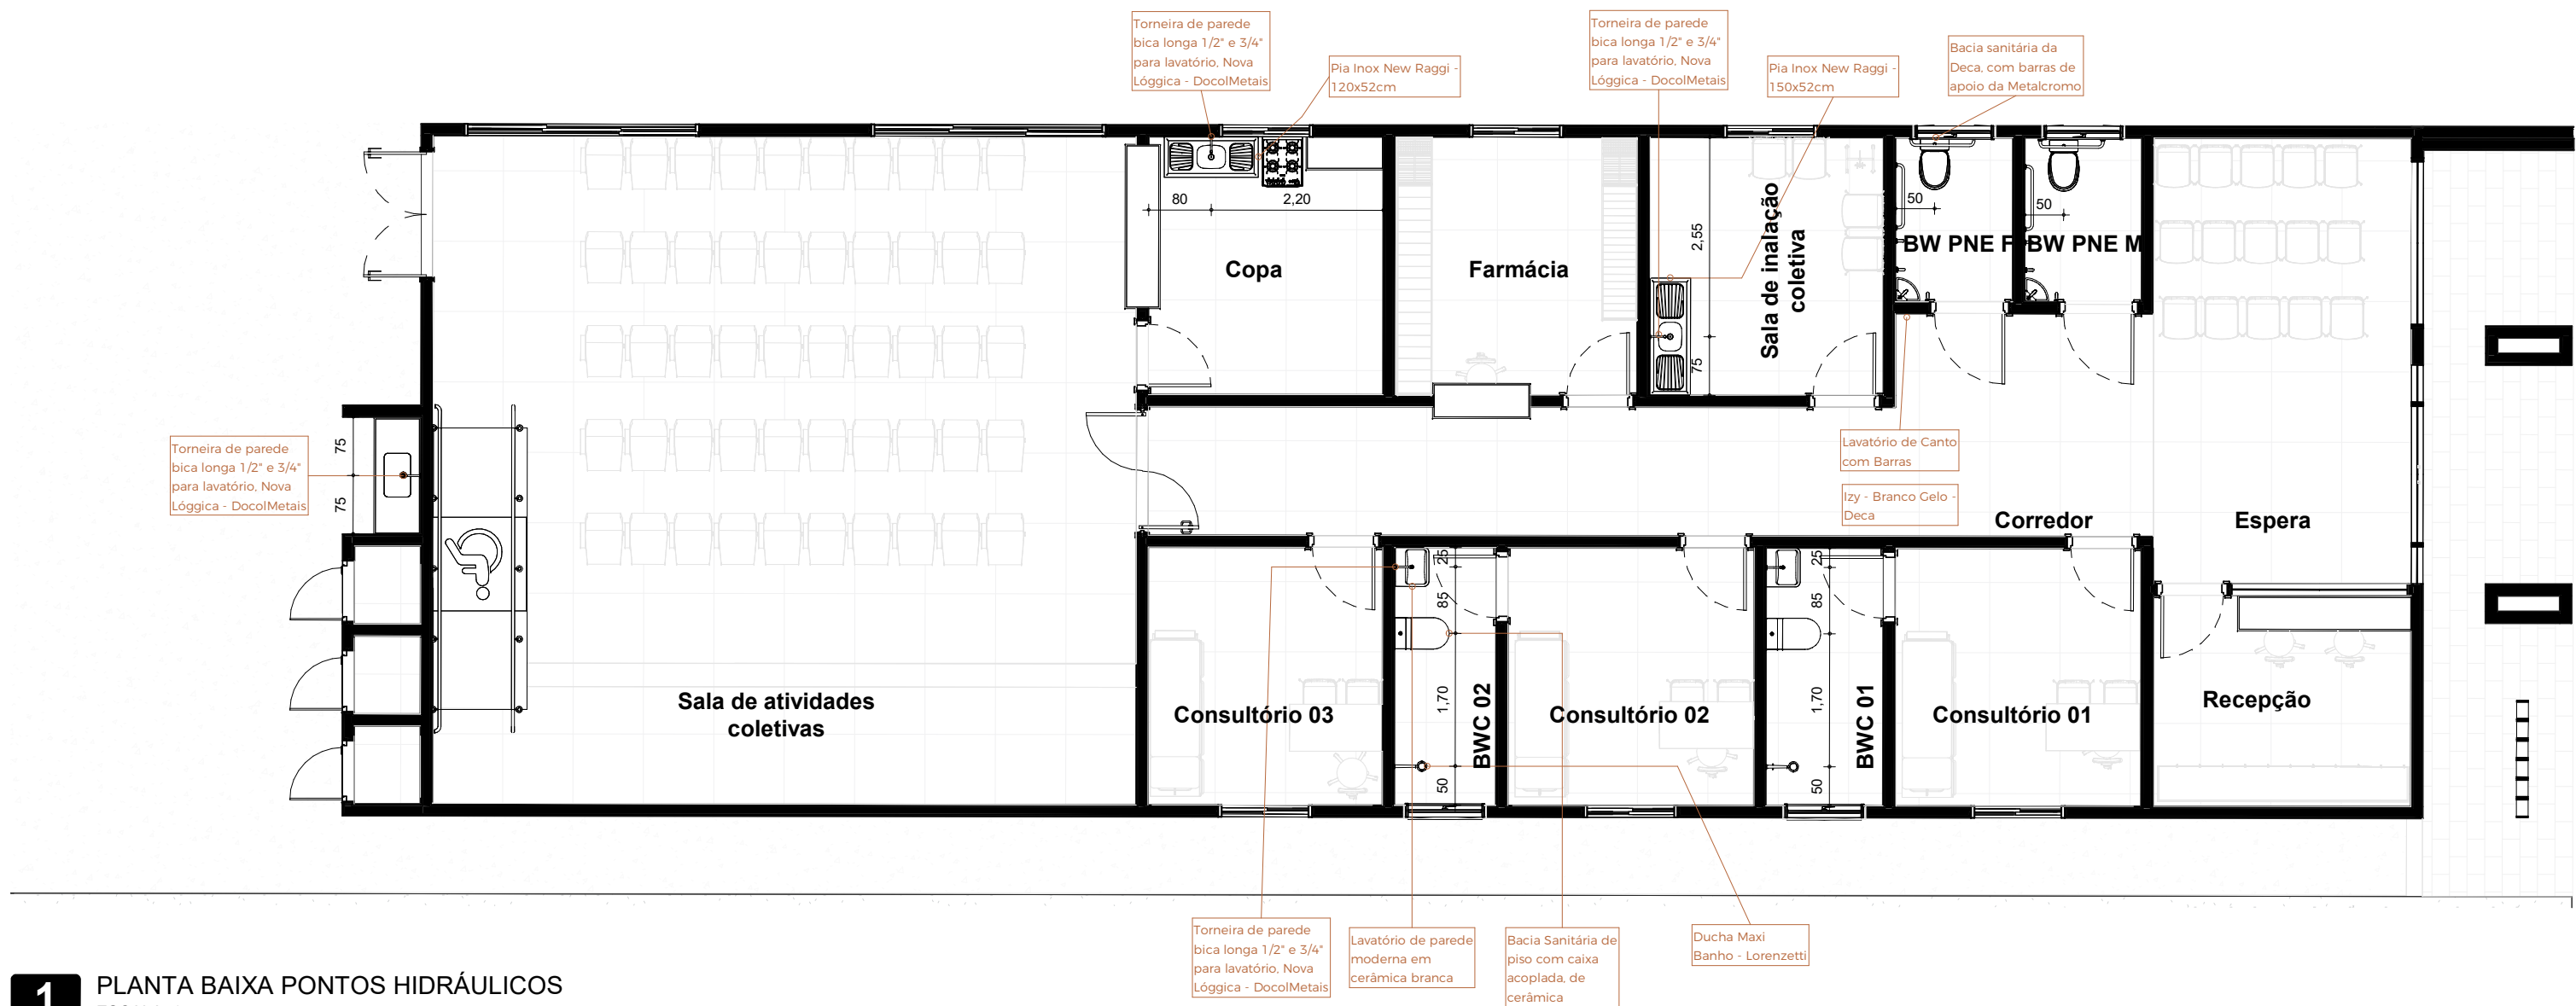 Torneira de parede
bica longa 1/2" e 3/4"
para lavatório, Nova
Lóggica - DocolMetais
Pia Inox New Raggi -
120x52cm
Torneira de parede
bica longa 1/2" e 3/4"
para lavatório, Nova
Lóggica - DocolMetais
Pia Inox New Raggi -
150x52cm
Bacia sanitária da
Deca, com barras de
apoio da Metalcromo
80
2,20
50
50
2,55
75
Copa
Farmácia
Sala de inalação
coletiva
BW PNE F
BW PNE M
Torneira de parede
bica longa 1/2" e 3/4"
para lavatório, Nova
Lóggica - DocolMetais
75
75
Lavatório de Canto
com Barras
Izy - Branco Gelo -
Deca
Corredor
Espera
25
85
1,70
50
25
85
1,70
50
Sala de atividades
coletivas
Consultório 03
BWC 02
Consultório 02
BWC 01
Consultório 01
Recepção
Torneira de parede
bica longa 1/2" e 3/4"
para lavatório, Nova
Lóggica - DocolMetais
Lavatório de parede
moderna em
cerâmica branca
Bacia Sanitária de
piso com caixa
acoplada, de
cerâmica
Ducha Maxi
Banho - Lorenzetti
1
PLANTA BAIXA PONTOS HIDRÁULICOS